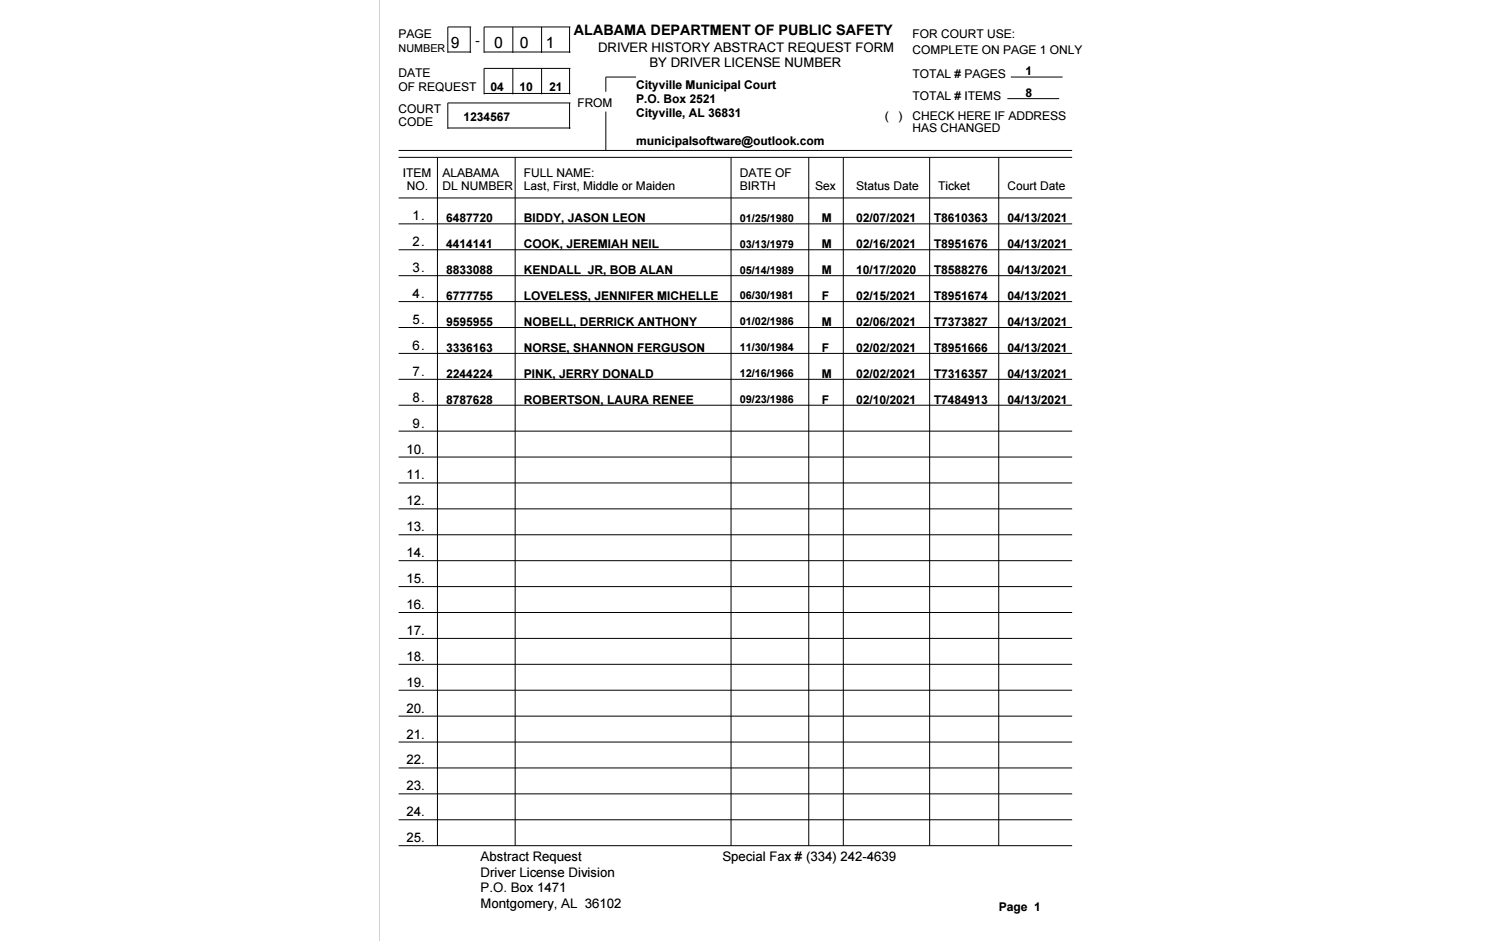 PAGE NUMBER 9 - 0 0 1
ALABAMA DEPARTMENT OF PUBLIC SAFETY
DRIVER HISTORY ABSTRACT REQUEST FORM
BY DRIVER LICENSE NUMBER
FOR COURT USE:
COMPLETE ON PAGE 1 ONLY
DATE
OF REQUEST 04 10 21
TOTAL # PAGES 1
TOTAL # ITEMS 8
COURT
CODE 1234567
FROM
Cityville Municipal Court
P.O. Box 2521
Cityville, AL 36831
municipalsoftware@outlook.com
( ) CHECK HERE IF ADDRESS
HAS CHANGED
ITEM ALABAMA FULL NAME: DATE OF
NO. DL NUMBER Last, First, Middle or Maiden BIRTH Sex Status Date Ticket Court Date
1. 6487720 BIDDY, JASON LEON 01/25/1980 M 02/07/2021 T8610363 04/13/2021
2. 4414141 COOK, JEREMIAH NEIL 03/13/1979 M 02/16/2021 T8951676 04/13/2021
3. 8833088 KENDALL JR, BOB ALAN 05/14/1989 M 10/17/2020 T8588276 04/13/2021
4. 6777755 LOVELESS, JENNIFER MICHELLE 06/30/1981 F 02/15/2021 T8951674 04/13/2021
5. 9595955 NOBELL, DERRICK ANTHONY 01/02/1986 M 02/06/2021 T7373827 04/13/2021
6. 3336163 NORSE, SHANNON FERGUSON 11/30/1984 F 02/02/2021 T8951666 04/13/2021
7. 2244224 PINK, JERRY DONALD 12/16/1966 M 02/02/2021 T7316357 04/13/2021
8. 8787628 ROBERTSON, LAURA RENEE 09/23/1986 F 02/10/2021 T7484913 04/13/2021
9.
10.
11.
12.
13.
14.
15.
16.
17.
18.
19.
20.
21.
22.
23.
24.
25.
Abstract Request Special Fax # (334) 242-4639
Driver License Division
P.O. Box 1471
Montgomery, AL 36102
Page 1